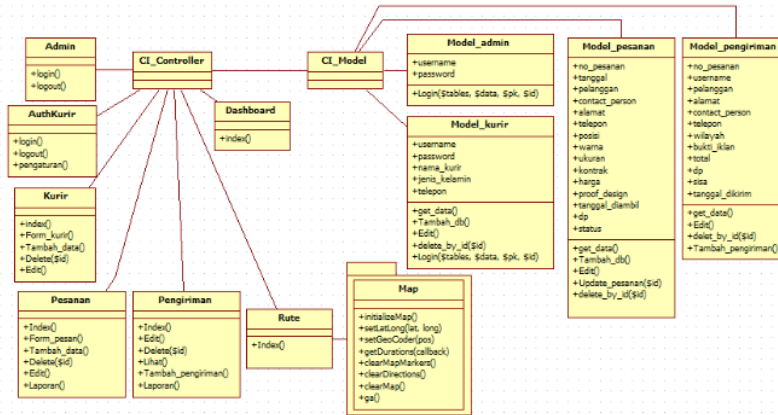 Admin
+login()
+logout()
CI_Controller
CI_Model
Model_admin
+username
+password
+Login($tables, $data, $pk, $id)
Model_pesanan
+no_pesanan
+tanggal
+pelanggan
+contact_person
+alamat
+telepon
+posisi
+warna
+ukuran
+kontrak
+harga
+proof_design
+tanggal_diambil
+dp
+status
+get_data()
+Tambah_db()
+Edit()
+Update_pesanan($id)
+delete_by_id($id)
Model_pengiriman
+no_pesanan
+username
+pelanggan
+alamat
+contact_person
+telepon
+wilayah
+bukti_iklan
+total
+dp
+sisa
+tanggal_dikirim
+get_data()
+Edit()
+delet_by_id($id)
+Tambah_pengiriman()
AuthKurir
+login()
+logout()
+pengaturan()
Dashboard
+index()
Model_kurir
+username
+password
+nama_kurir
+jenis_kelamin
+telepon
+get_data()
+Tambah_db()
+Edit()
+delete_by_id($id)
+Login($tables, $data, $pk, $id)
Kurir
+index()
+Form_kurir()
+Tambah_data()
+Delete($id)
+Edit()
Pesanan
+Index()
+Form_pesan()
+Tambah_data()
+Delete($id)
+Edit()
+Laporan()
Pengiriman
+Index()
+Edit()
+Delete($id)
+Lihat()
+Tambah_pengiriman()
+Laporan()
Rute
+Index()
Map
+initializeMap()
+setLatLong(lat, long)
+setGeoCoder(pos)
+getDurations(callback)
+clearMapMarkers()
+clearDirections()
+clearMap()
+ga()